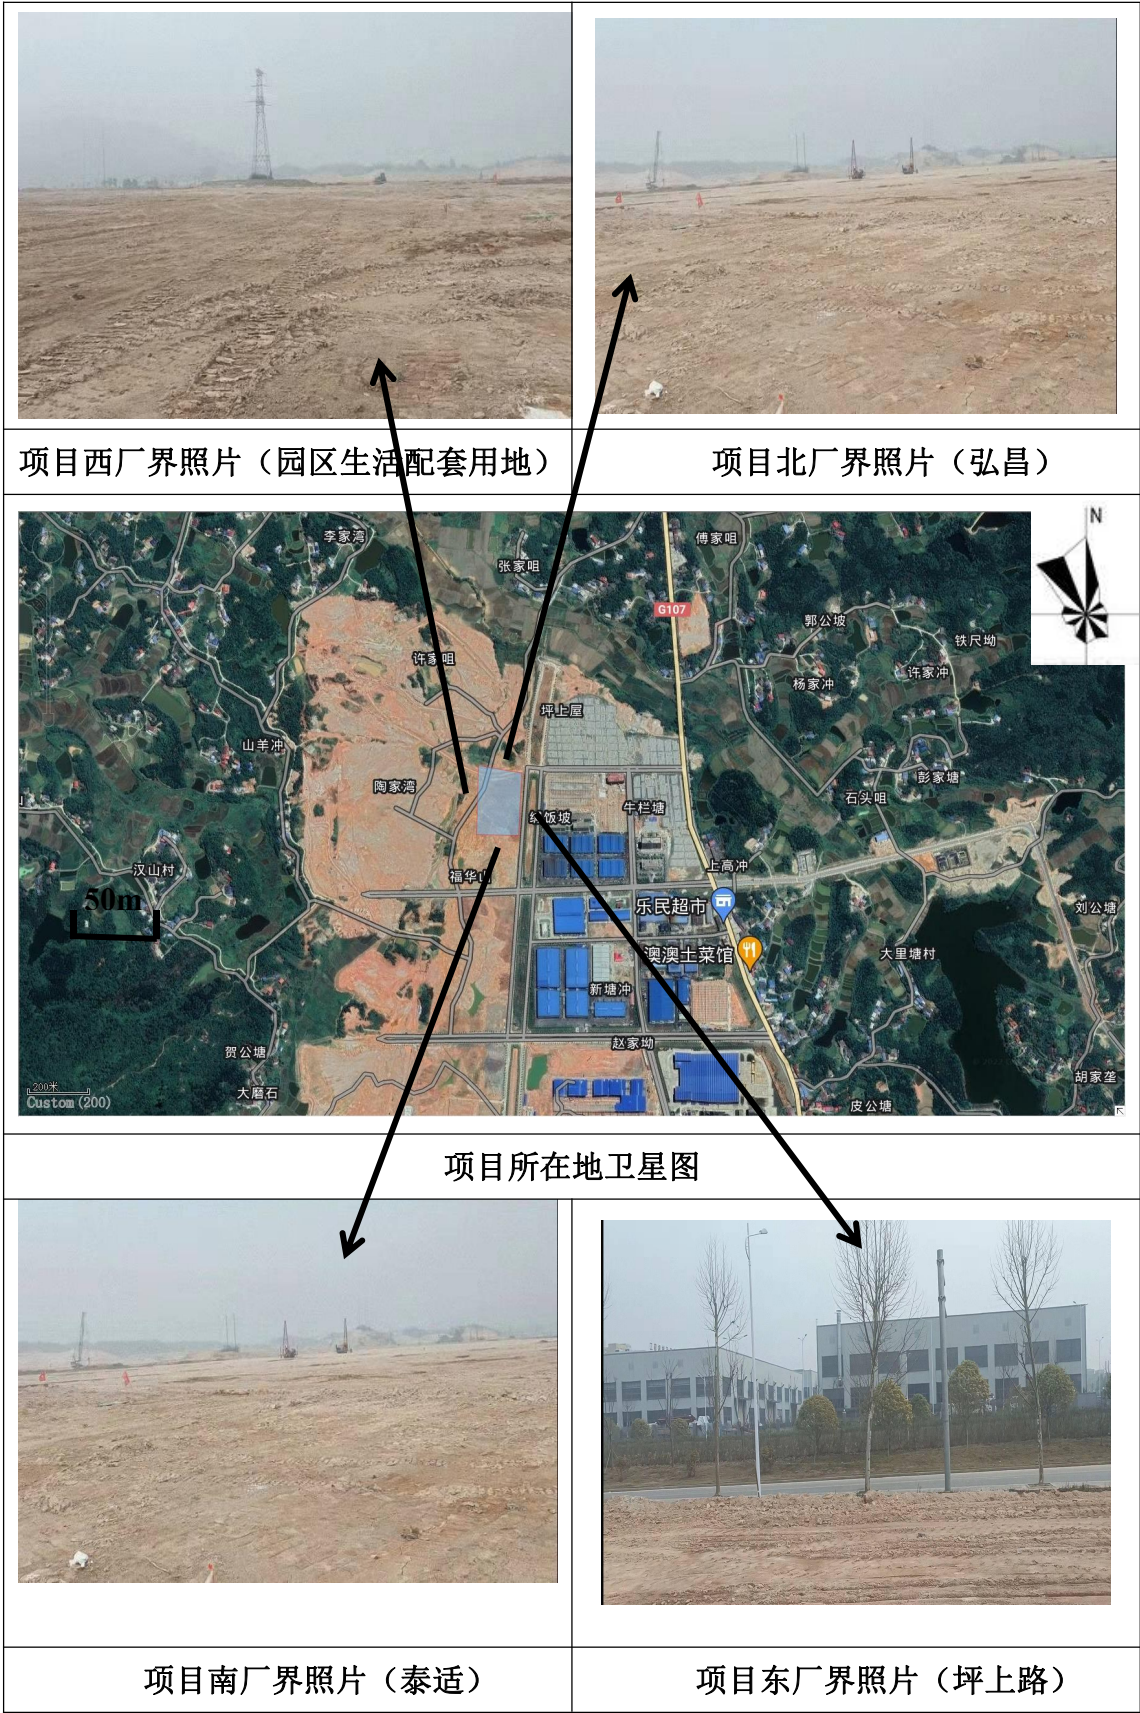 项目西厂界照片（园区生活配套用地）
项目北厂界照片（弘昌）
N
李家湾
张家咀
傅家咀
G107
郭公坡
铁尺坳
许家咀
许家冲
杨家冲
坪上屋
山羊冲
彭家塘
陶家湾
石头咀
牛栏塘
饭坡
上高冲
汉山村
福华山
50m
乐民超市
刘公塘
澳澳土菜馆
大里塘村
新塘冲
赵家坳
贺公塘
胡家垄
200米
大磨石
Custom(200)
皮公塘
项目所在地卫星图
项目南厂界照片（泰适）
项目东厂界照片（坪上路）